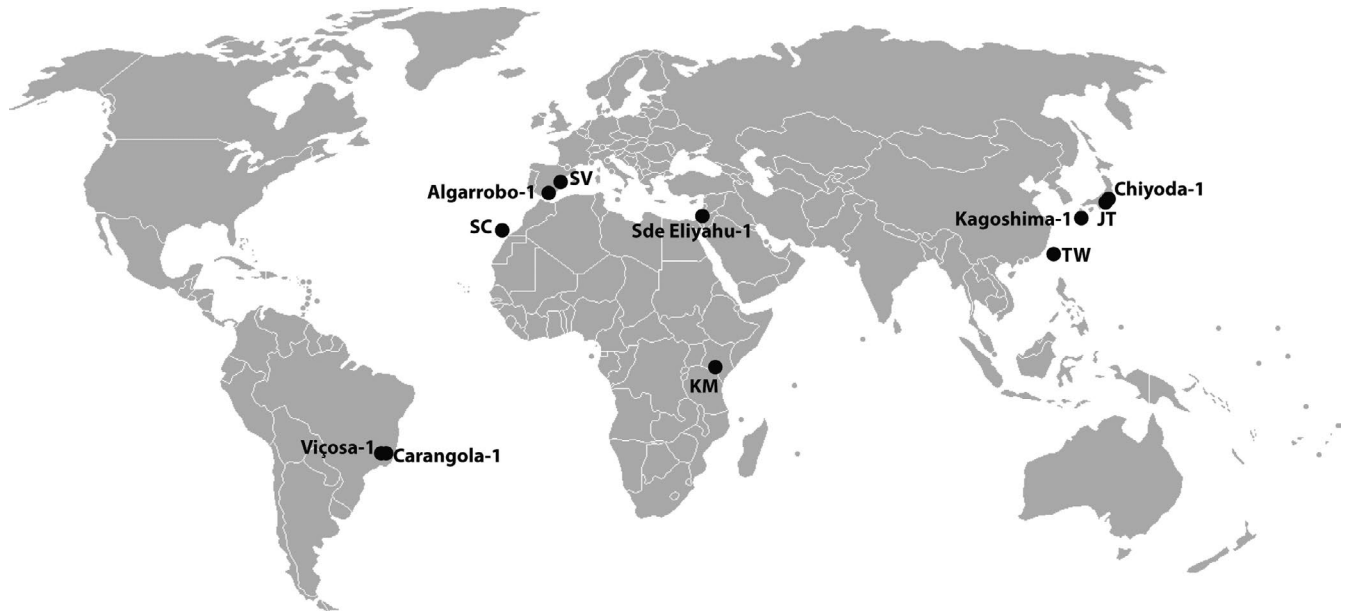 SV
Algarrobo-1
Chiyoda-1
Kagoshima-1
JT
SC
Sde Eliyahu-1
TW
KM
Viçosa-1
Carangola-1